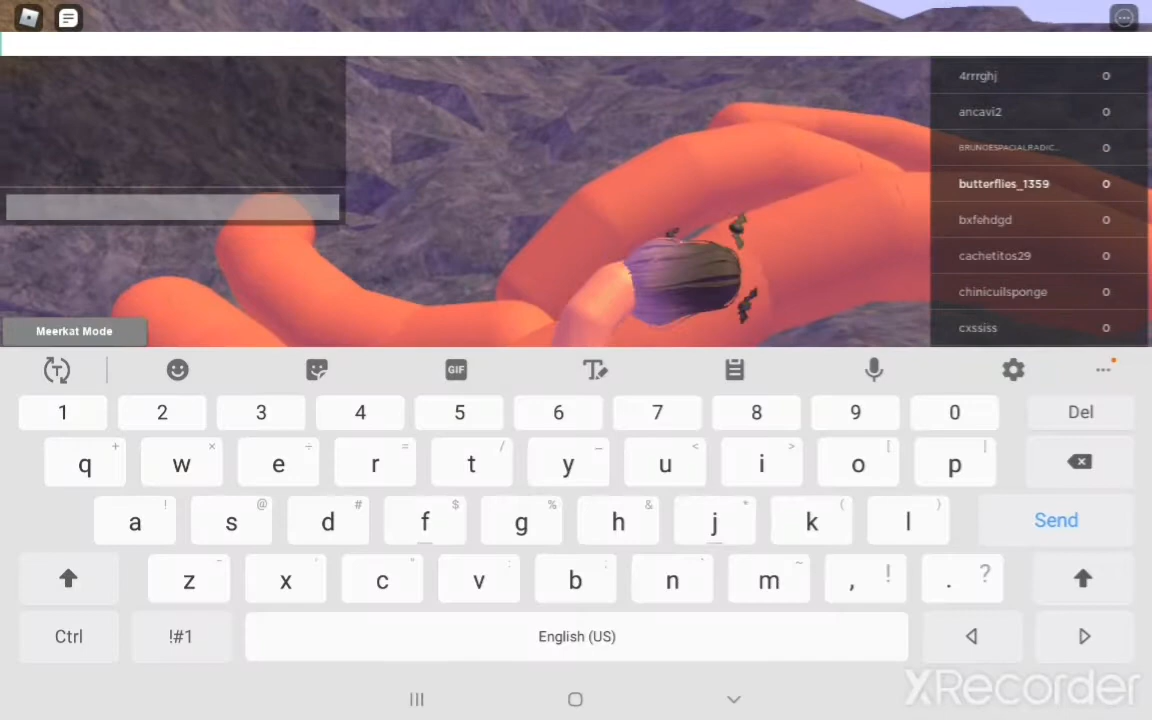 4rrrghj 0
ancavi2 0
BRUNOESPACIALRADIC... 0
butterflies_1359 0
bxfehdgd 0
cachetitos29 0
chinicuilsponge 0
cxssiss 0
Meerkat Mode
T GIF T
1 2 3 4 5 6 7 8 9 0 Del
+ × ÷ = / _ < > [ ]
q w e r t y u i o p
! @ # $ % & * ( )
a s d f g h j k l Send
z x c v b n m , ! . ?
Ctrl !#1 English (US)
XRecorder